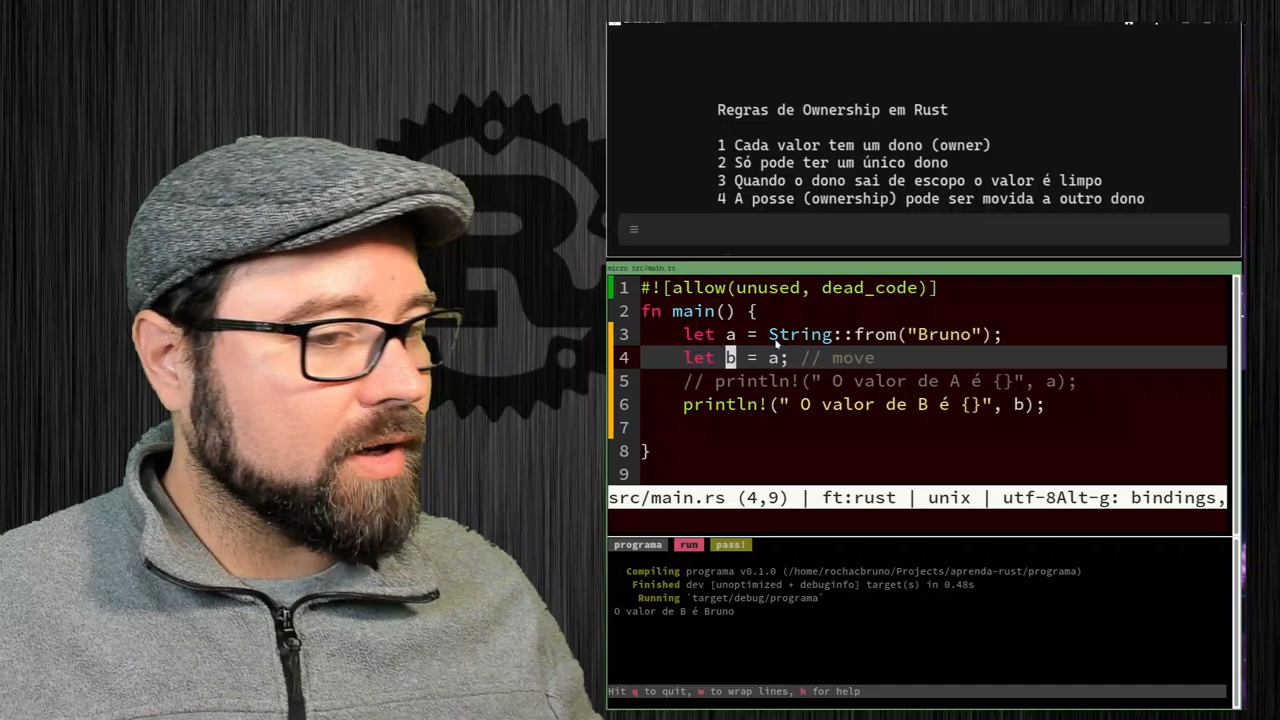 Regras de Ownership em Rust
1 Cada valor tem um dono (owner)
2 Só pode ter um único dono
3 Quando o dono sai de escopo o valor é limpo
4 A posse (ownership) pode ser movida a outro dono
micro src/main.rs
1 #![allow(unused, dead_code)]
2 fn main() {
3 let a = String::from("Bruno");
4 let b = a; // move
5 // println!(" O valor de A é {}", a);
6 println!(" O valor de B é {}", b);
7
8 }
9
src/main.rs (4,9) | ft:rust | unix | utf-8Alt-g: bindings,
programa run pass!
Compiling programa v0.1.0 (/home/rochacbruno/Projects/aprenda-rust/programa)
Finished dev [unoptimized + debuginfo] target(s) in 0.48s
Running `target/debug/programa`
O valor de B é Bruno
Hit q to quit, w to wrap lines, h for help